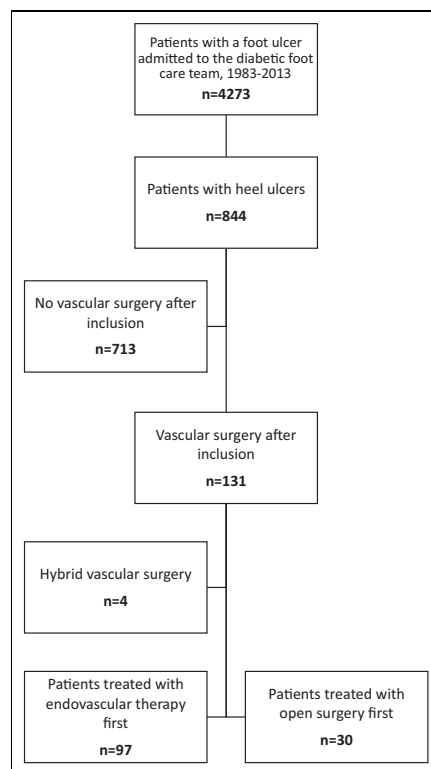 Patients with a foot ulcer
admitted to the diabetic foot
care team, 1983-2013
n=4273
Patients with heel ulcers
n=844
No vascular surgery after
inclusion
n=713
Vascular surgery after
inclusion
n=131
Hybrid vascular surgery
n=4
Patients treated with
endovascular therapy
first
n=97
Patients treated with
open surgery first
n=30